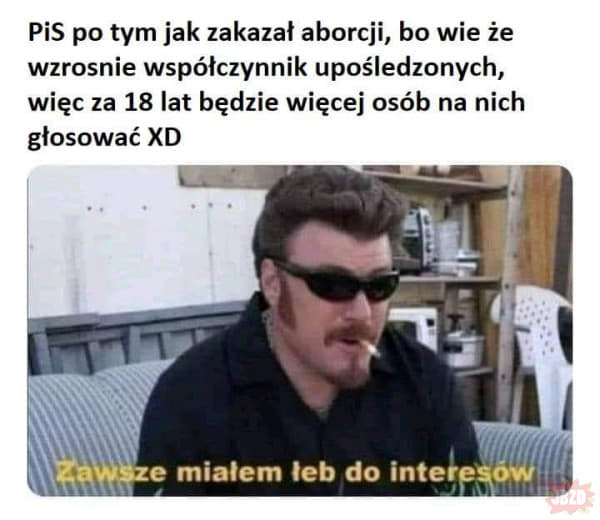 PiS po tym jak zakazał aborcji, bo wie że
wzrosnie współczynnik upośledzonych,
więc za 18 lat będzie więcej osób na nich
głosować XD
Zawsze miałem łeb do interesów
JBZD